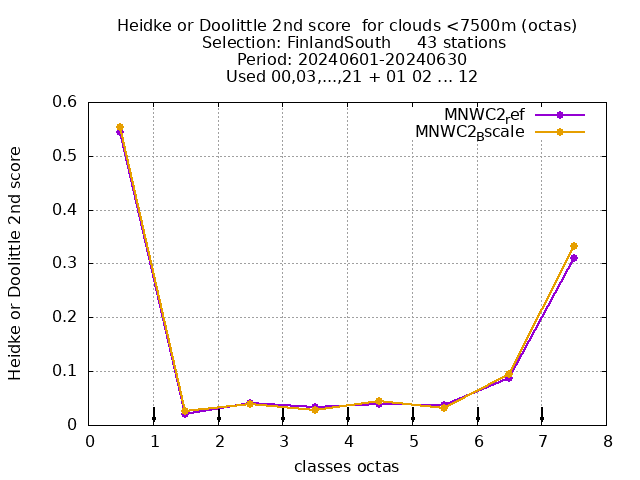 Heidke or Doolittle 2nd score  for clouds <7500m (octas)
Selection: FinlandSouth     43 stations
Period: 20240601-20240630
Used 00,03,...,21 + 01 02 ... 12
MNWC2ref
MNWC2Bscale
0.6
0.5
0.4
0.3
0.2
0.1
0
Heidke or Doolittle 2nd score
0 1 2 3 4 5 6 7 8
classes octas